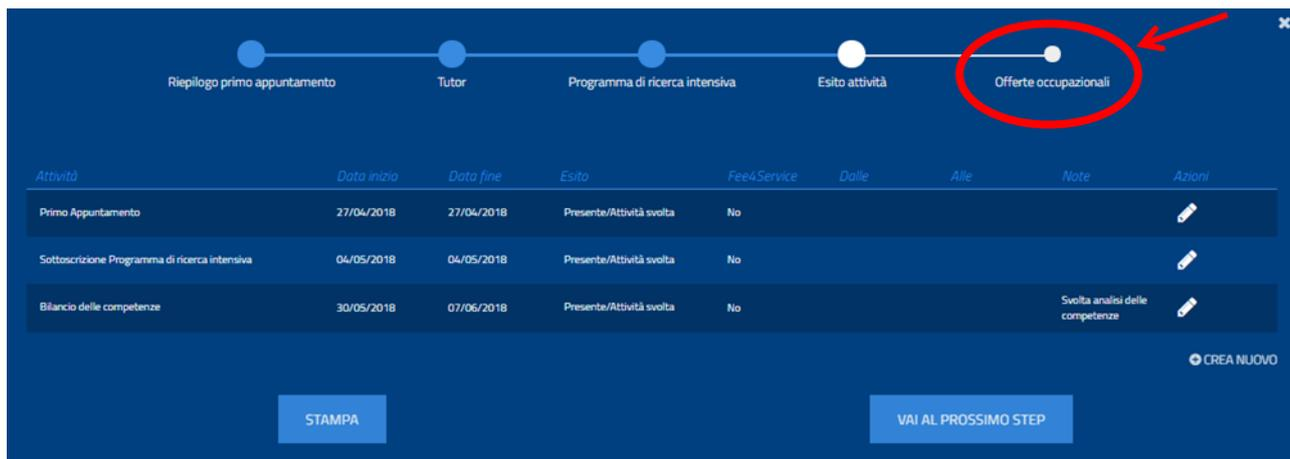 Riepilogo primo appuntamento Tutor Programma di ricerca intensiva Esito attività Offerte occupazionali
Attività Data inizio Data fine Esito Fee4Service Dalle Alle Note Azioni
Primo Appuntamento 27/04/2018 27/04/2018 Presente/Attività svolta No
Sottoscrizione Programma di ricerca intensiva 04/05/2018 04/05/2018 Presente/Attività svolta No
Bilancio delle competenze 30/05/2018 07/06/2018 Presente/Attività svolta No Svolta analisi delle
competenze
CREA NUOVO
STAMPA VAI AL PROSSIMO STEP